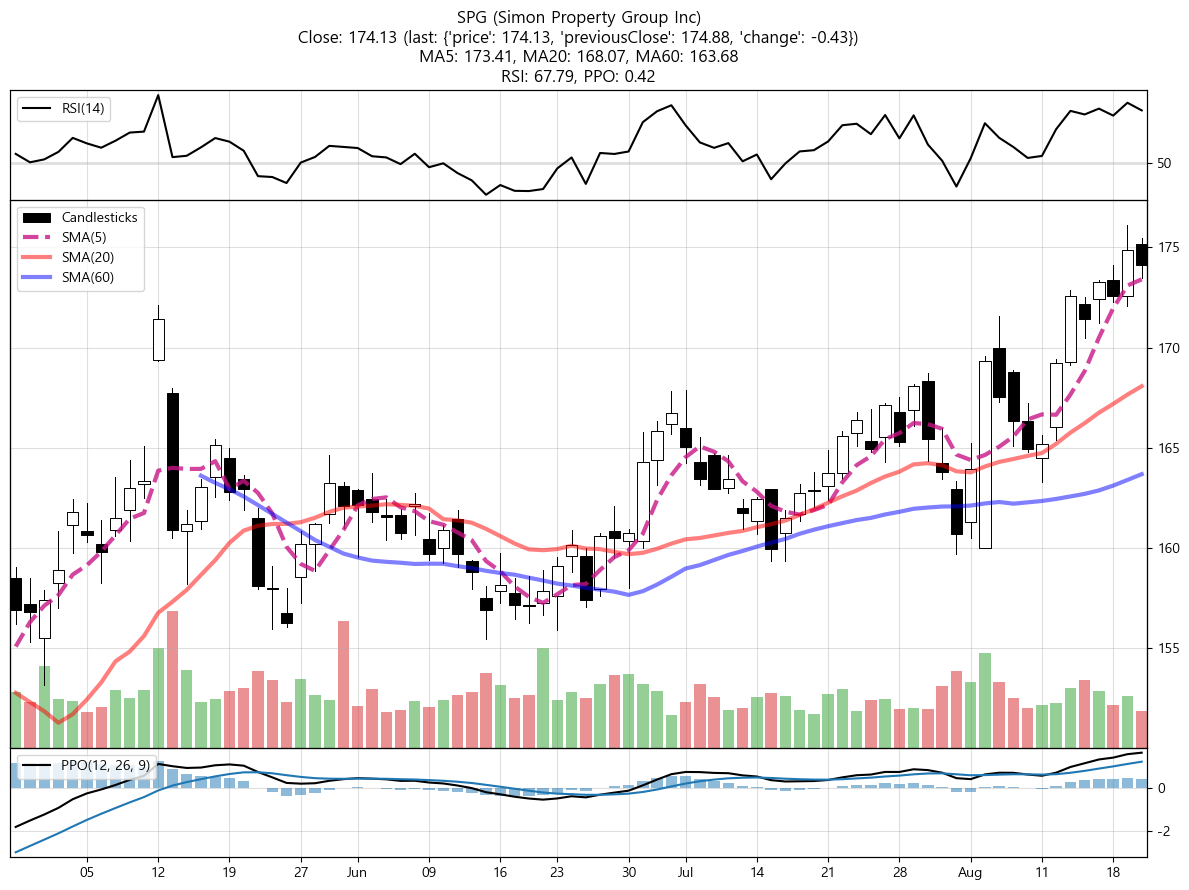 SPG (Simon Property Group Inc)
Close: 174.13 (last: {'price': 174.13, 'previousClose': 174.88, 'change': -0.43})
MA5: 173.41, MA20: 168.07, MA60: 163.68
RSI: 67.79, PPO: 0.42
RSI(14)
50
Candlesticks
SMA(5)
SMA(20)
SMA(60)
175
170
165
160
155
PPO(12, 26, 9)
0
-2
05 12 19 27 Jun 09 16 23 30 Jul 14 21 28 Aug 11 18